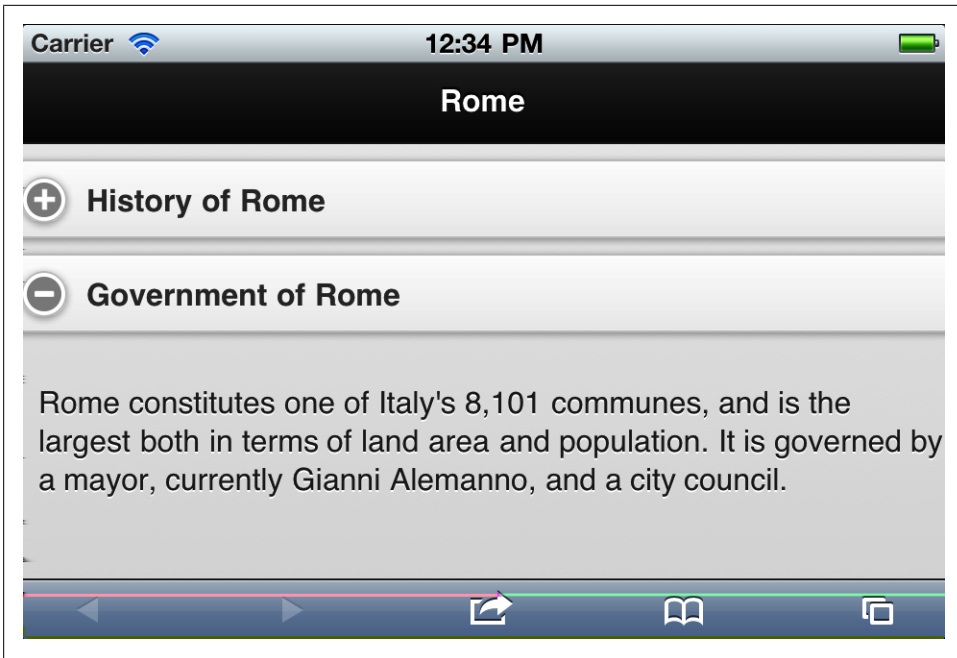 Carrier 12:34 PM
Rome
History of Rome
Government of Rome
Rome constitutes one of Italy's 8,101 communes, and is the
largest both in terms of land area and population. It is governed by
a mayor, currently Gianni Alemanno, and a city council.